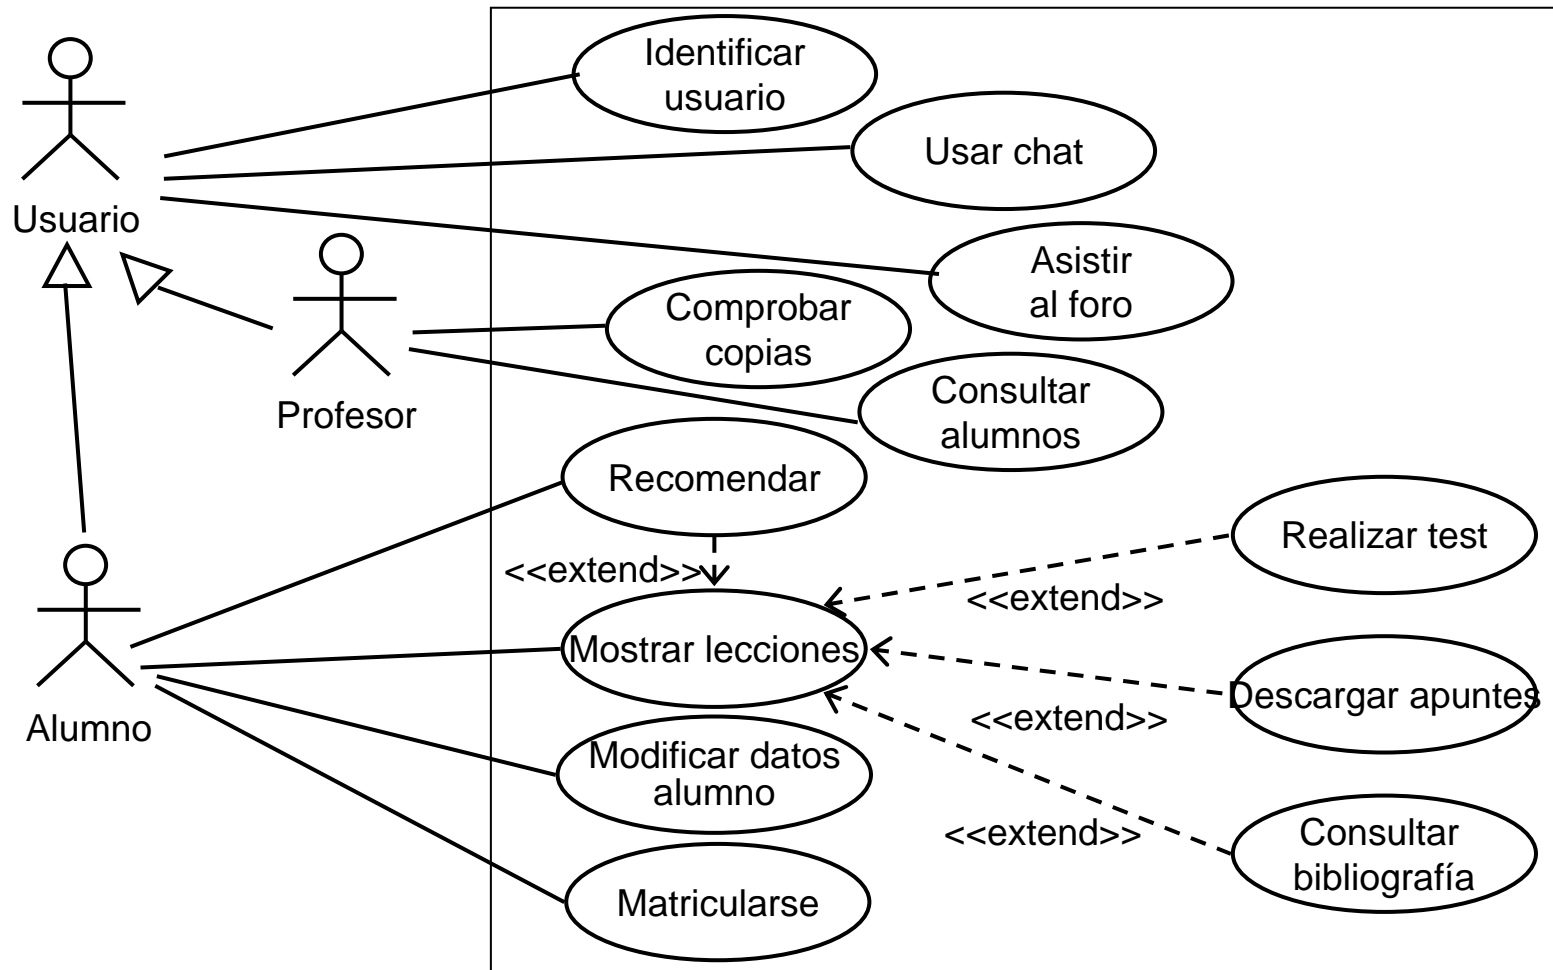 Identificar
usuario
Usar chat
Usuario
Asistir
al foro
Comprobar
copias
Consultar
alumnos
Profesor
Recomendar
Realizar test
<<extend>>
<<extend>>
Mostrar lecciones
Descargar apuntes
<<extend>>
Alumno
Modificar datos
alumno
<<extend>>
Consultar
bibliografía
Matricularse